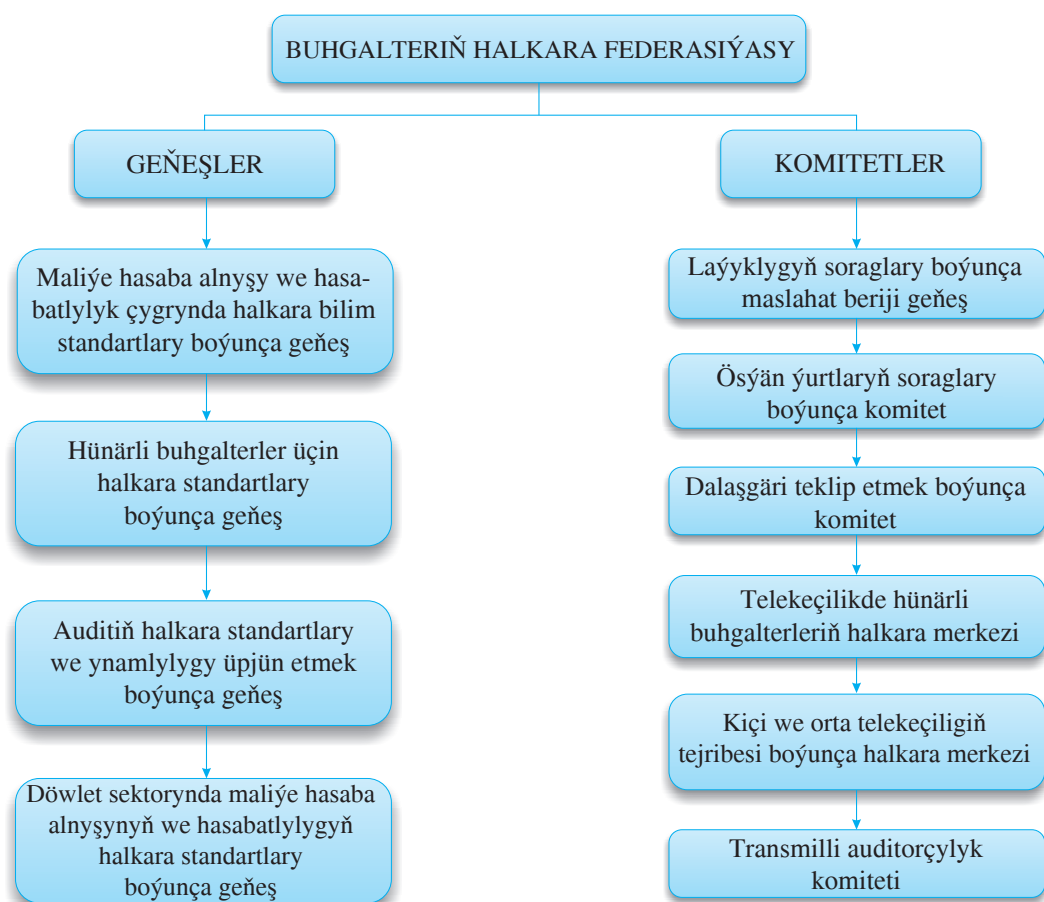 BUHGALTERIŇ HALKARA FEDERASIÝASY
GEŇEŞLER
Maliýe hasaba alnyşy we hasa-
batlylyk çygrynda halkara bilim
standartlary boýunça geňeş
Hünärli buhgalterler üçin
halkara standartlary
boýunça geňeş
Auditiň halkara standartlary
we ynamlylygy üpjün etmek
boýunça geňeş
Döwlet sektorynda maliýe hasaba
alnyşynyň we hasabatlylygyň
halkara standartlary
boýunça geňeş
KOMITETLER
Laýyklygyň soraglary boýunça
maslahat beriji geňeş
Ösýän ýurtlaryň soraglary
boýunça komitet
Dalaşgäri teklip etmek boýunça
komitet
Telekeçilikde hünärli
buhgalterleriň halkara merkezi
Kiçi we orta telekeçiligiň
tejribesi boýunça halkara merkezi
Transmilli auditorçylyk
komiteti